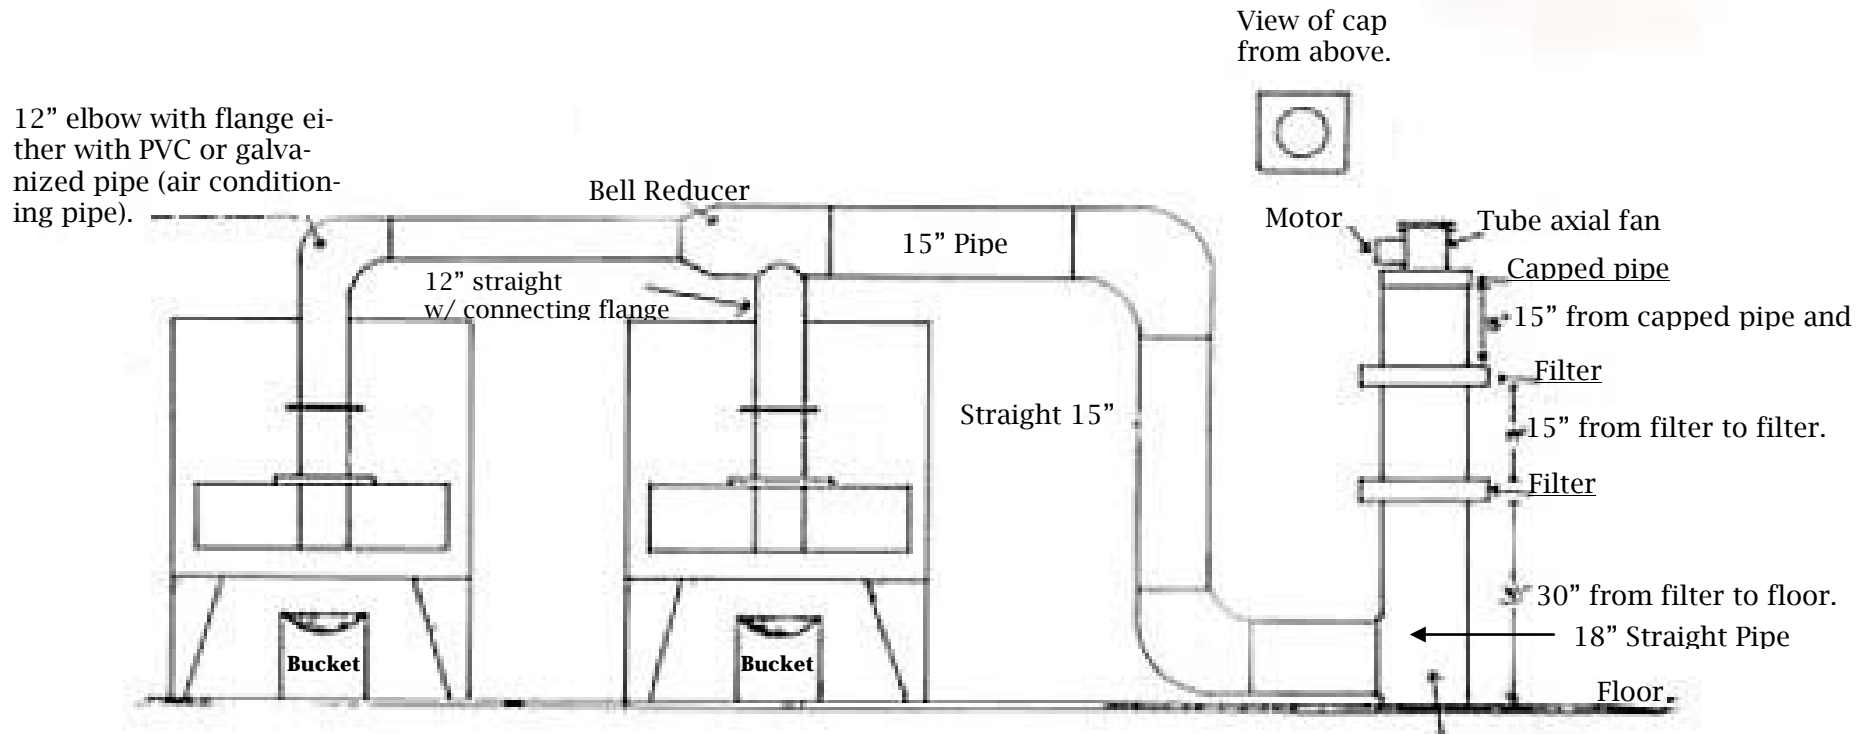 View of cap
from above.
12” elbow with flange ei-
ther with PVC or galva-
nized pipe (air condition-
ing pipe).
Bell Reducer
15” Pipe
Motor
Tube axial fan
Capped pipe
12” straight
w/ connecting flange
15” from capped pipe and
Filter
Straight 15”
15” from filter to filter.
Filter
30” from filter to floor.
18” Straight Pipe
Bucket
Bucket
Floor.